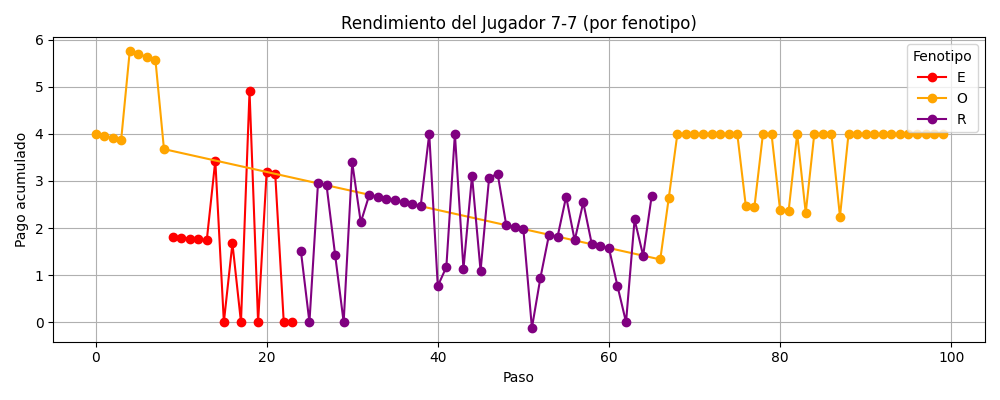 Rendimiento del Jugador 7-7 (por fenotipo)
Pago acumulado
6
5
4
3
2
1
0
0 20 40 60 80 100
Paso
Fenotipo
E
O
R